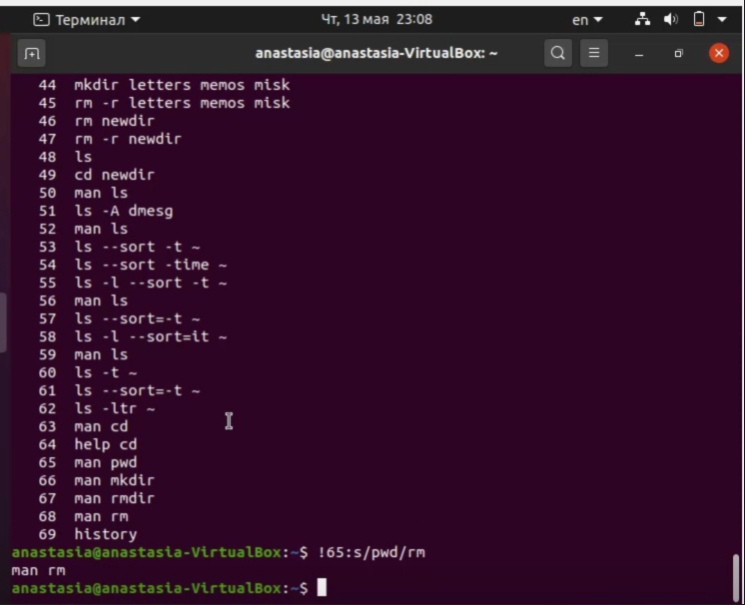 Терминал Чт, 13 мая 23:08 en
anastasia@anastasia-VirtualBox: ~
44 mkdir letters memos misk
45 rm -r letters memos misk
46 rm newdir
47 rm -r newdir
48 ls
49 cd newdir
50 man ls
51 ls -A dmesg
52 man ls
53 ls --sort -t ~
54 ls --sort -time ~
55 ls -l --sort -t ~
56 man ls
57 ls --sort=-t ~
58 ls -l --sort=it ~
59 man ls
60 ls -t ~
61 ls --sort=-t ~
62 ls -ltr ~
63 man cd
64 help cd
65 man pwd
66 man mkdir
67 man rmdir
68 man rm
69 history
anastasia@anastasia-VirtualBox:~$ !65:s/pwd/rm
man rm
anastasia@anastasia-VirtualBox:~$